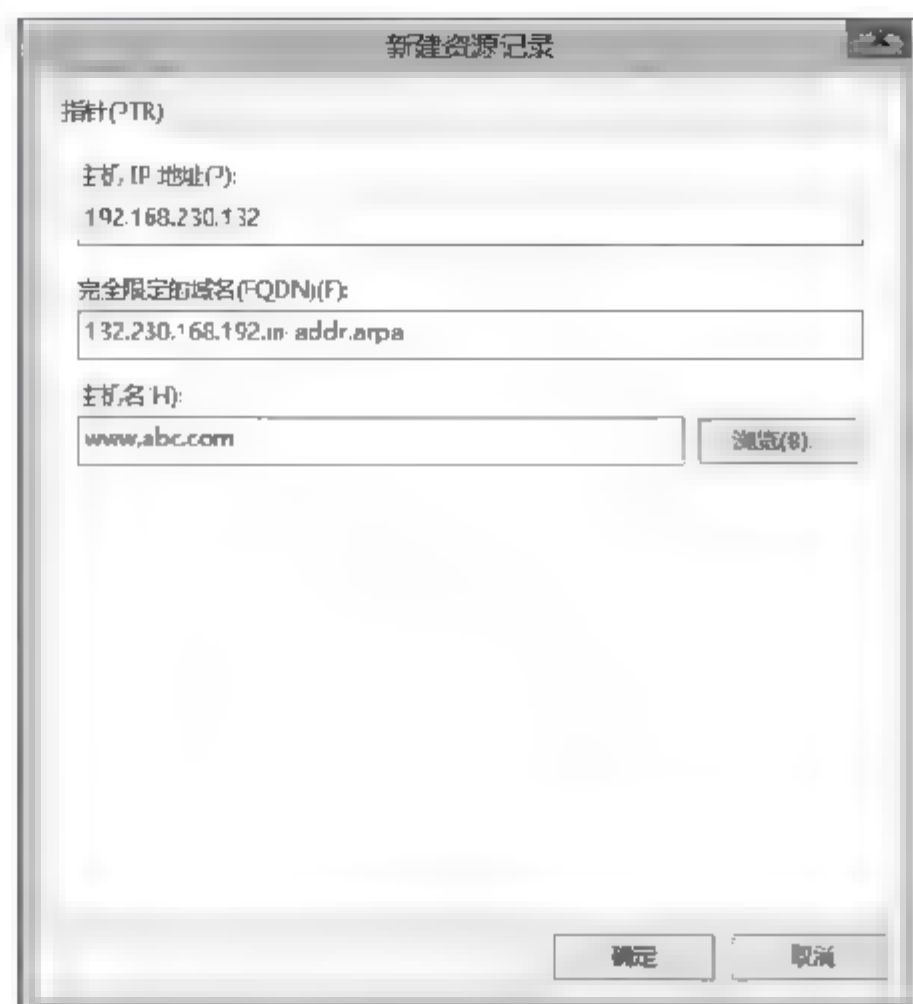 新建资源记录
指针(PTR)
主机 IP 地址(P):
192.168.230.132
完全限定的域名(FQDN)(F):
132.230.168.192.in-addr.arpa
主机名(H):
www.abc.com
浏览(B)...
确定
取消